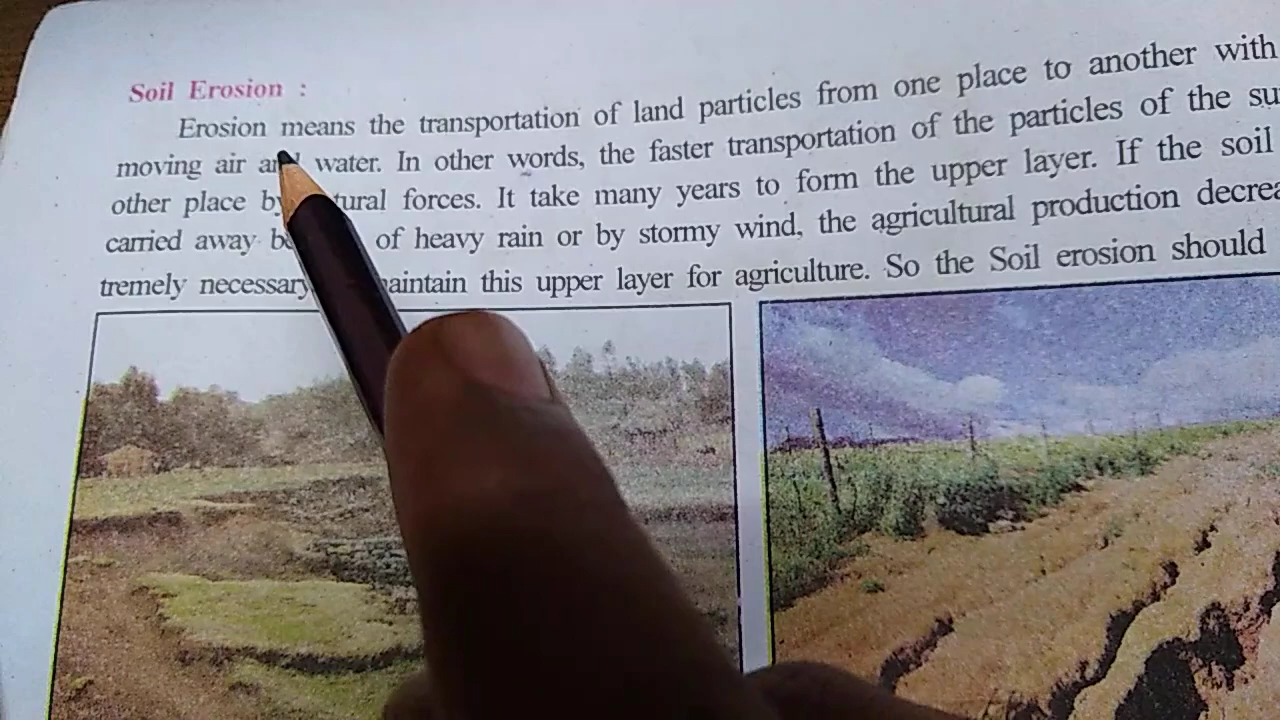 Soil Erosion :
Erosion means the transportation of land particles from one place to another with
moving air and water. In other words, the faster transportation of the particles of the
other place by forces. It take many years to form the upper layer. If the soil
carried away of heavy rain or by stormy wind, the agricultural production
tremely necessary maintain this upper layer for agriculture. So the Soil erosion should